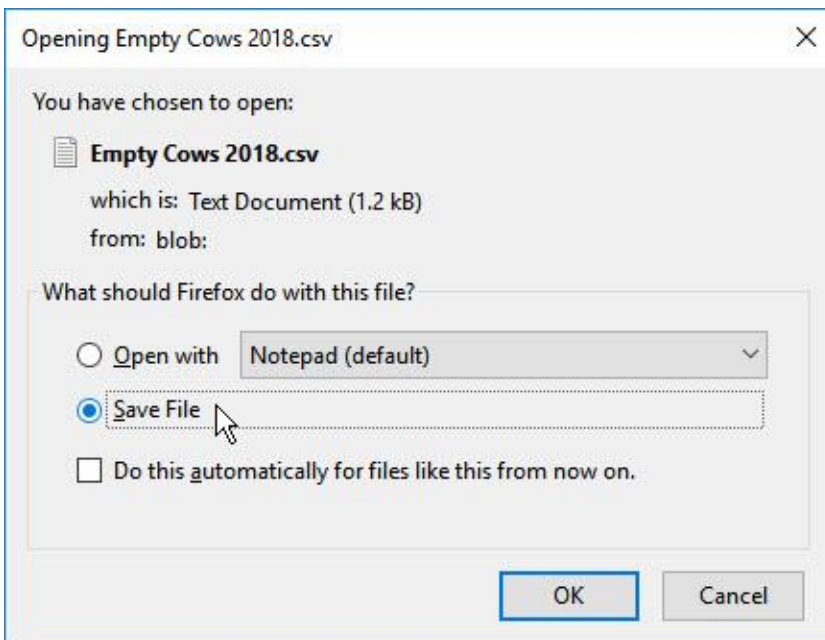 Opening Empty Cows 2018.csv
You have chosen to open:
Empty Cows 2018.csv
which is: Text Document (1.2 kB)
from: blob:
What should Firefox do with this file?
Open with Notepad (default)
Save File
Do this automatically for files like this from now on.
OK Cancel